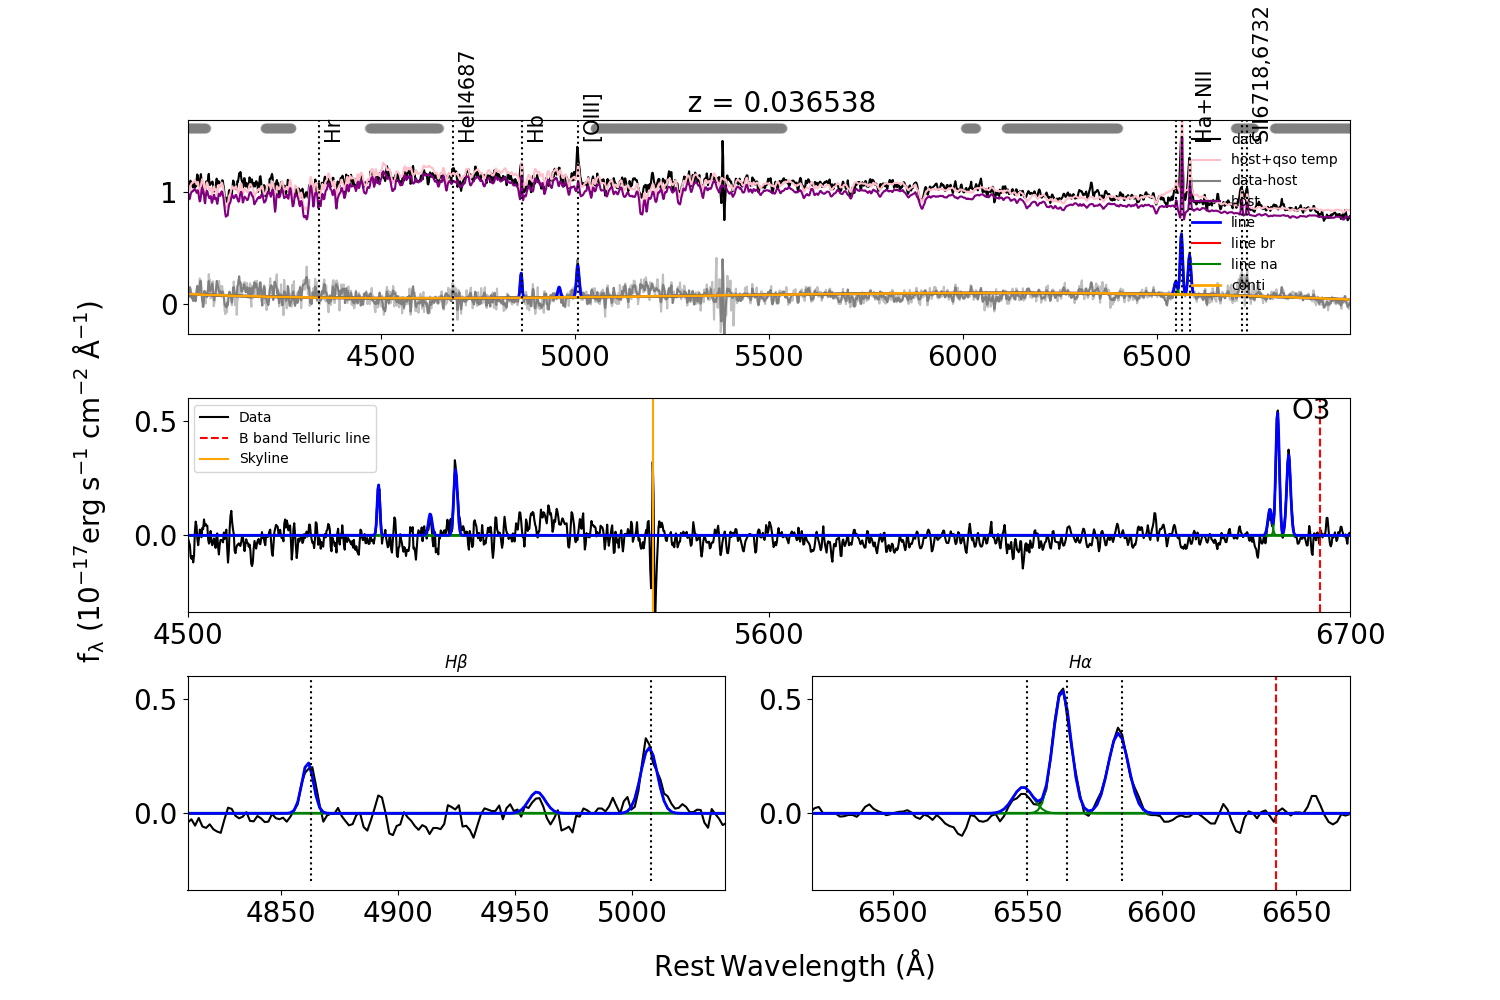 z = 0.036538
Hr
HeII4687
Hb
[OIII]
Ha+NII
SII6718,6732
data
host+qso temp
data-host
host
line
line br
line na
conti
1
0
4500
5000
5500
6000
6500
Data
B band Telluric line
Skyline
O3
0.5
0.0
4500
5600
6700
fλ (10⁻¹⁷erg s⁻¹ cm⁻² Å⁻¹)
Hβ
Hα
0.5
0.0
4850
4900
4950
5000
0.5
0.0
6500
6550
6600
6650
Rest Wavelength (Å)